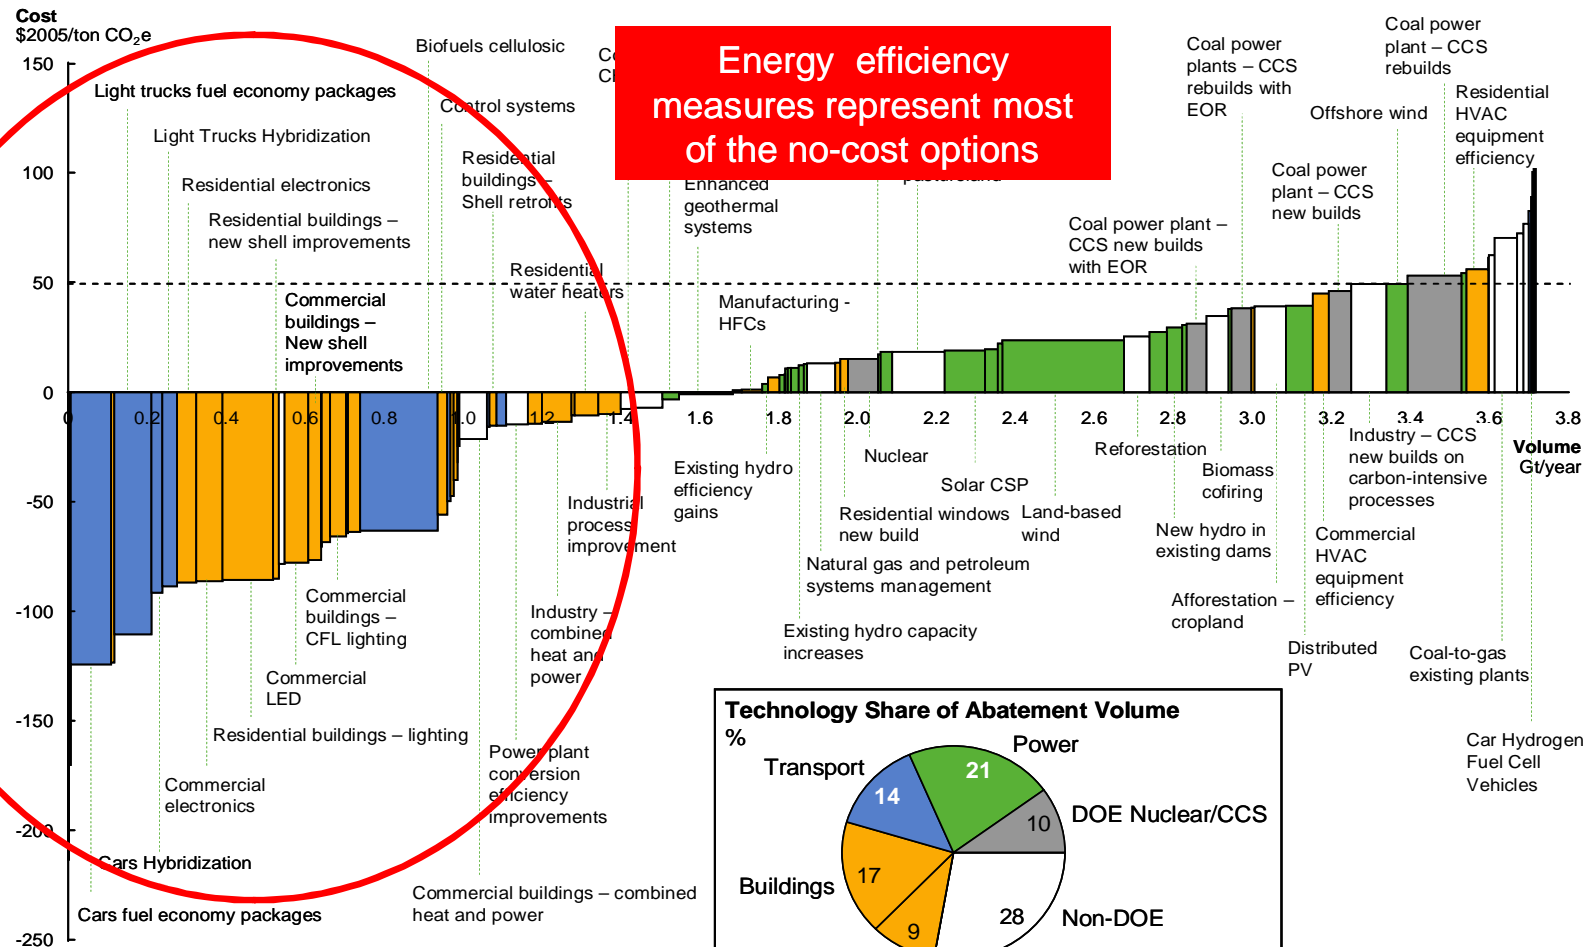 Cost
$2005/ton CO2e
150
100
50
0
-50
-100
-150
-200
-250
Light trucks fuel economy packages
Light Trucks Hybridization
Residential electronics
Residential buildings –
new shell improvements
Commercial
buildings –
New shell
improvements
Biofuels cellulosic
Control systems
Residential
buildings –
Shell retrofits
Residential
water heaters
Energy efficiency
measures represent most
of the no-cost options
Enhanced
geothermal
systems
Manufacturing -
HFCs
Coal power plant –
CCS new builds
with EOR
Coal power
plants – CCS
rebuilds with
EOR
Coal power
plant – CCS
new builds
Offshore wind
Coal power
plant – CCS
rebuilds
Residential
HVAC
equipment
efficiency
0 0.2 0.4 0.6 0.8 1.0 1.2 1.4 1.6 1.8 2.0 2.2 2.4 2.6 2.8 3.0 3.2 3.4 3.6 3.8
Volume
Gt/year
Cars fuel economy packages
Cars Hybridization
Commercial
electronics
Residential buildings – lighting
Commercial
LED
Commercial
buildings –
CFL lighting
Commercial buildings – combined
heat and power
Power plant
conversion
efficiency
improvements
Industry –
combined
heat and
power
Industrial
process
improvement
Existing hydro
efficiency
gains
Existing hydro capacity
increases
Natural gas and petroleum
systems management
Residential windows
new build
Nuclear
Solar CSP
Land-based
wind
Reforestation
New hydro in
existing dams
Biomass
cofiring
Afforestation –
cropland
Distributed
PV
Commercial
HVAC
equipment
efficiency
Industry – CCS
new builds on
carbon-intensive
processes
Coal-to-gas
existing plants
Car Hydrogen
Fuel Cell
Vehicles
Technology Share of Abatement Volume
%
Transport
14
Power
21
DOE Nuclear/CCS
10
Buildings
17
9
28
Non-DOE